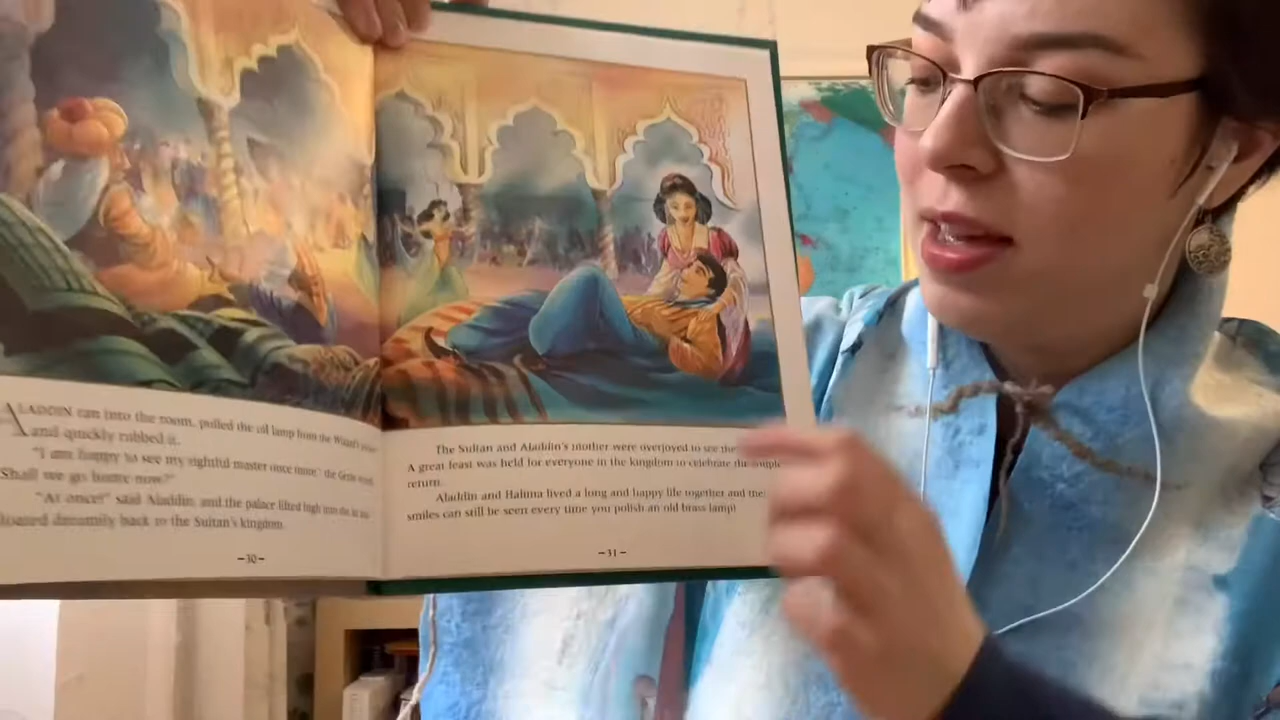 ALADDIN ran into the room, pulled the oil lamp from the Wizard's
and quickly rubbed it.
"I am happy to see my rightful master once more," the Genie said.
"Shall we go home now?"
"At once!" said Aladdin, and the palace lifted high into the air and
floated dreamily back to the Sultan's kingdom.
-30-
The Sultan and Aladdin's mother were overjoyed to see the
A great feast was held for everyone in the kingdom to celebrate the couple
return.
Aladdin and Halima lived a long and happy life together and the
smiles can still be seen every time you polish an old brass lamp!
-31-